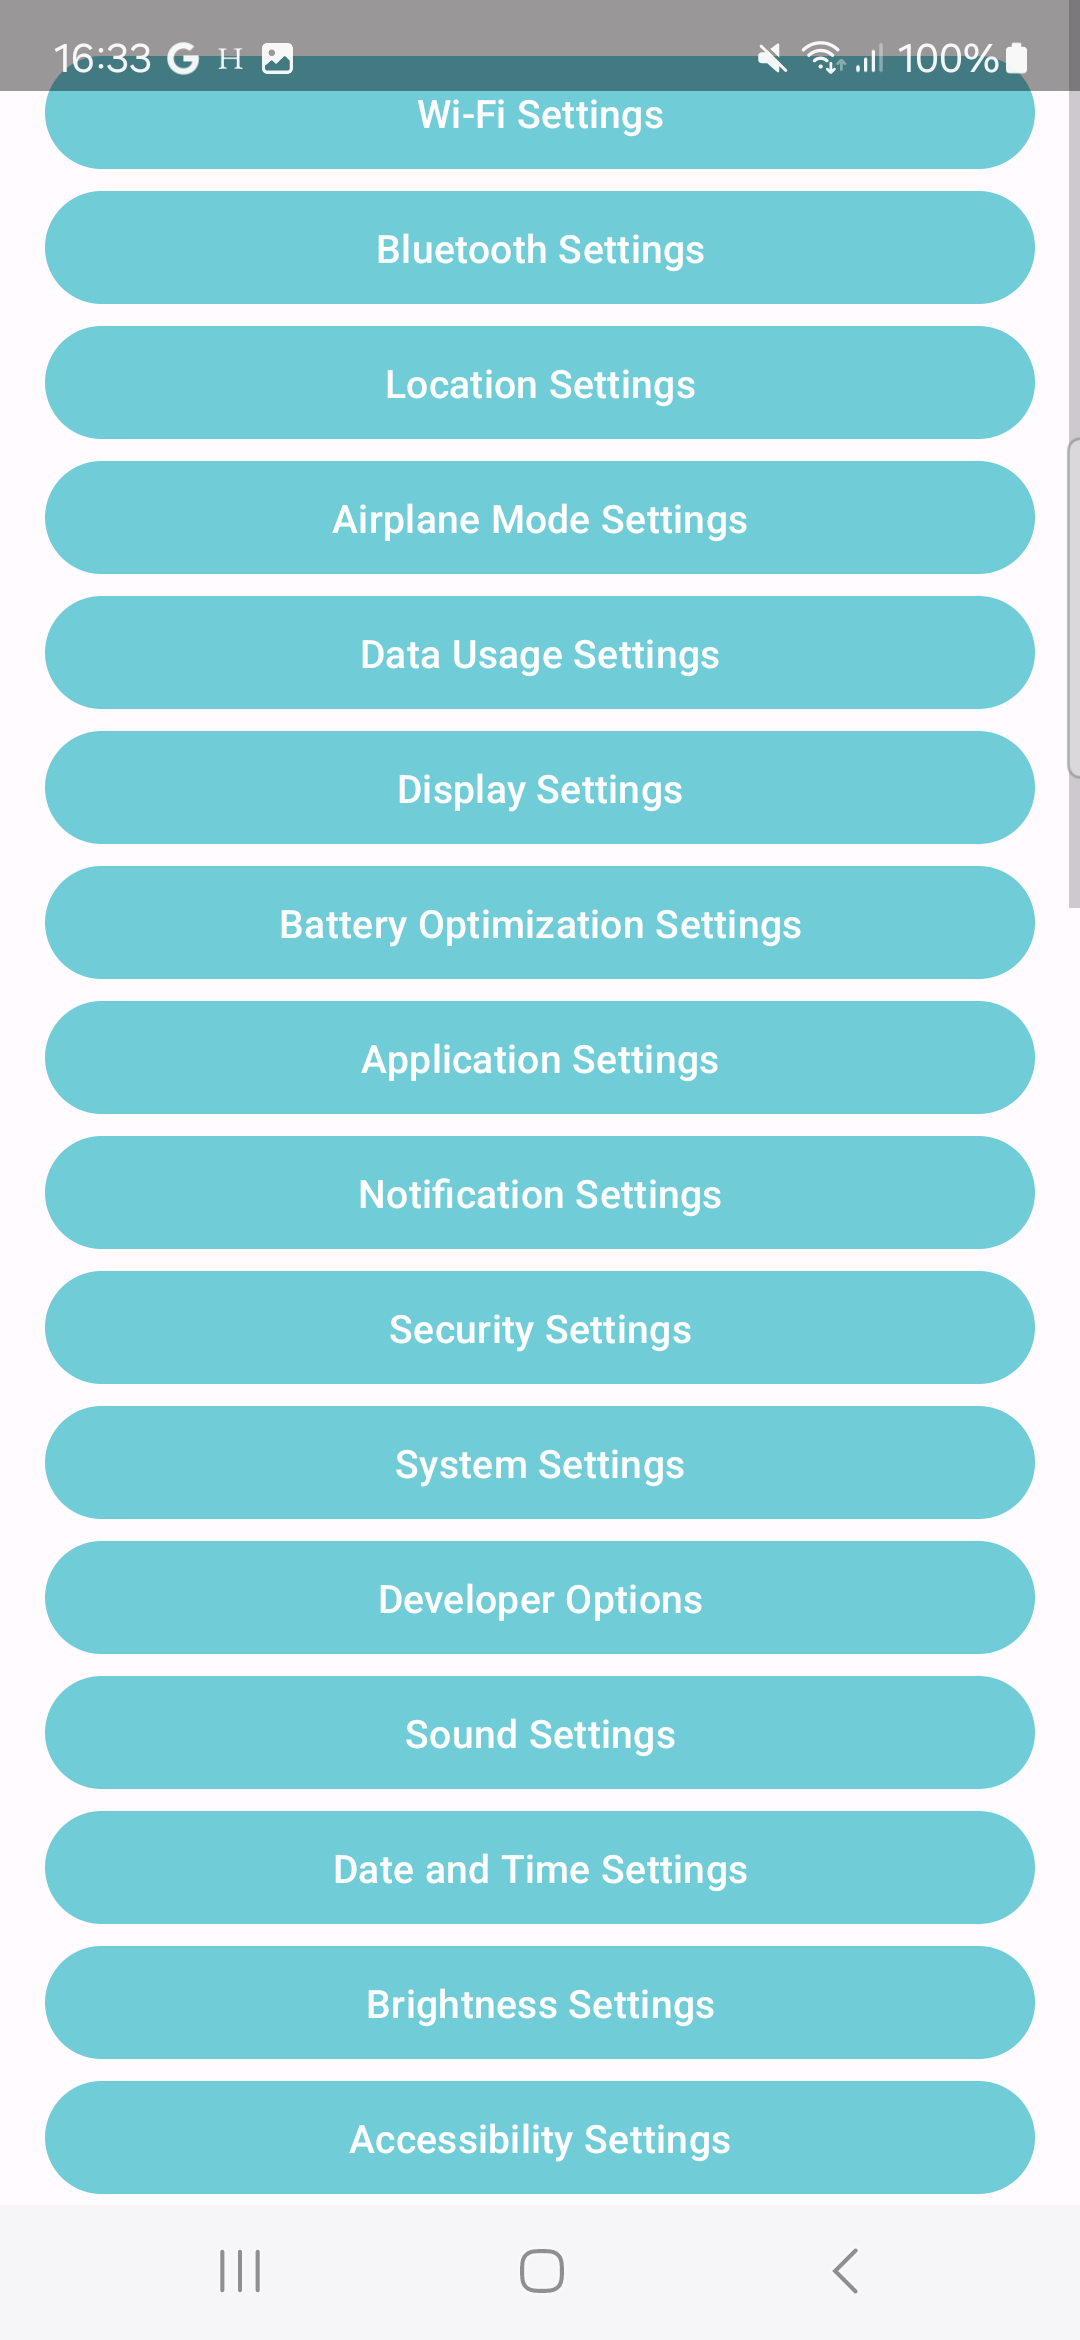 16:33 G H 100%
Wi-Fi Settings
Bluetooth Settings
Location Settings
Airplane Mode Settings
Data Usage Settings
Display Settings
Battery Optimization Settings
Application Settings
Notification Settings
Security Settings
System Settings
Developer Options
Sound Settings
Date and Time Settings
Brightness Settings
Accessibility Settings